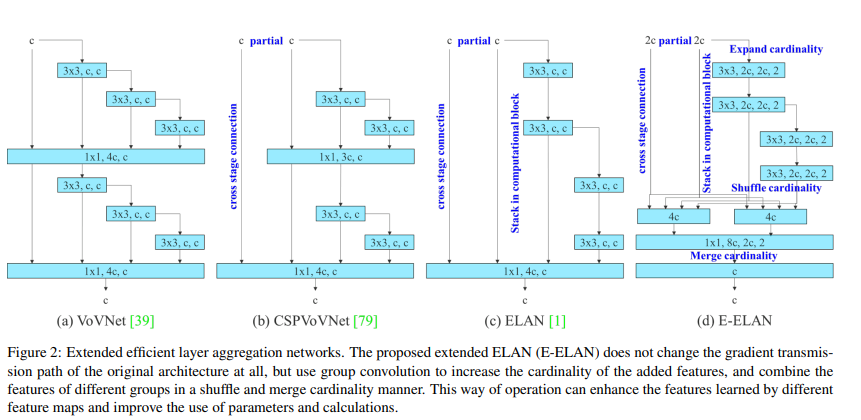 c
3x3, c, c
3x3, c, c
3x3, c, c
1x1, 4c, c
3x3, c, c
3x3, c, c
3x3, c, c
1x1, 4c, c
c
(a) VoVNet [39]
c partial c
cross stage connection
3x3, c, c
3x3, c, c
1x1, 3c, c
3x3, c, c
3x3, c, c
1x1, 4c, c
c
(b) CSPVoVNet [79]
c partial c
cross stage connection
Stack in computational block
3x3, c, c
3x3, c, c
3x3, c, c
3x3, c, c
1x1, 4c, c
c
(c) ELAN [1]
2c partial 2c
Expand cardinality
cross stage connection
Stack in computational block
3x3, 2c, 2c, 2
3x3, 2c, 2c, 2
3x3, 2c, 2c, 2
3x3, 2c, 2c, 2
Shuffle cardinality
4c
4c
1x1, 8c, 2c, 2
Merge cardinality
c
c
(d) E-ELAN
Figure 2: Extended efficient layer aggregation networks. The proposed extended ELAN (E-ELAN) does not change the gradient transmis-
sion path of the original architecture at all, but use group convolution to increase the cardinality of the added features, and combine the
features of different groups in a shuffle and merge cardinality manner. This way of operation can enhance the features learned by different
feature maps and improve the use of parameters and calculations.